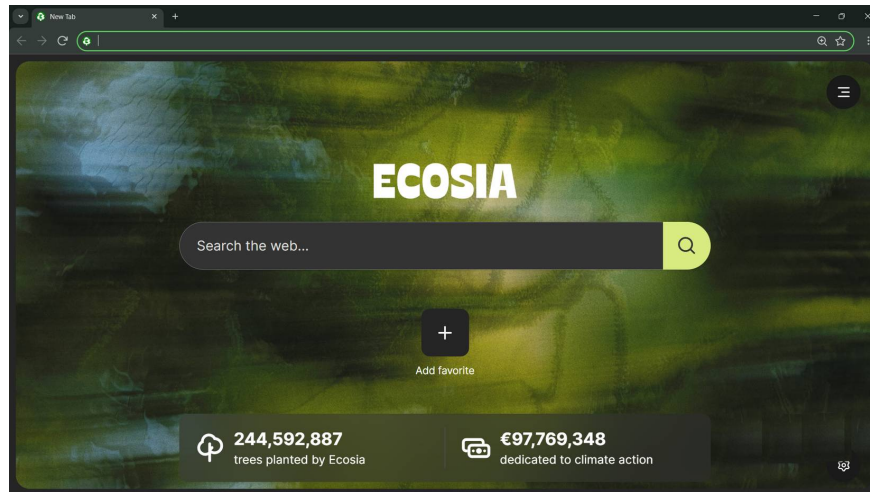 New Tab
ECOSIA
Search the web...
Add favorite
244,592,887
trees planted by Ecosia
€97,769,348
dedicated to climate action